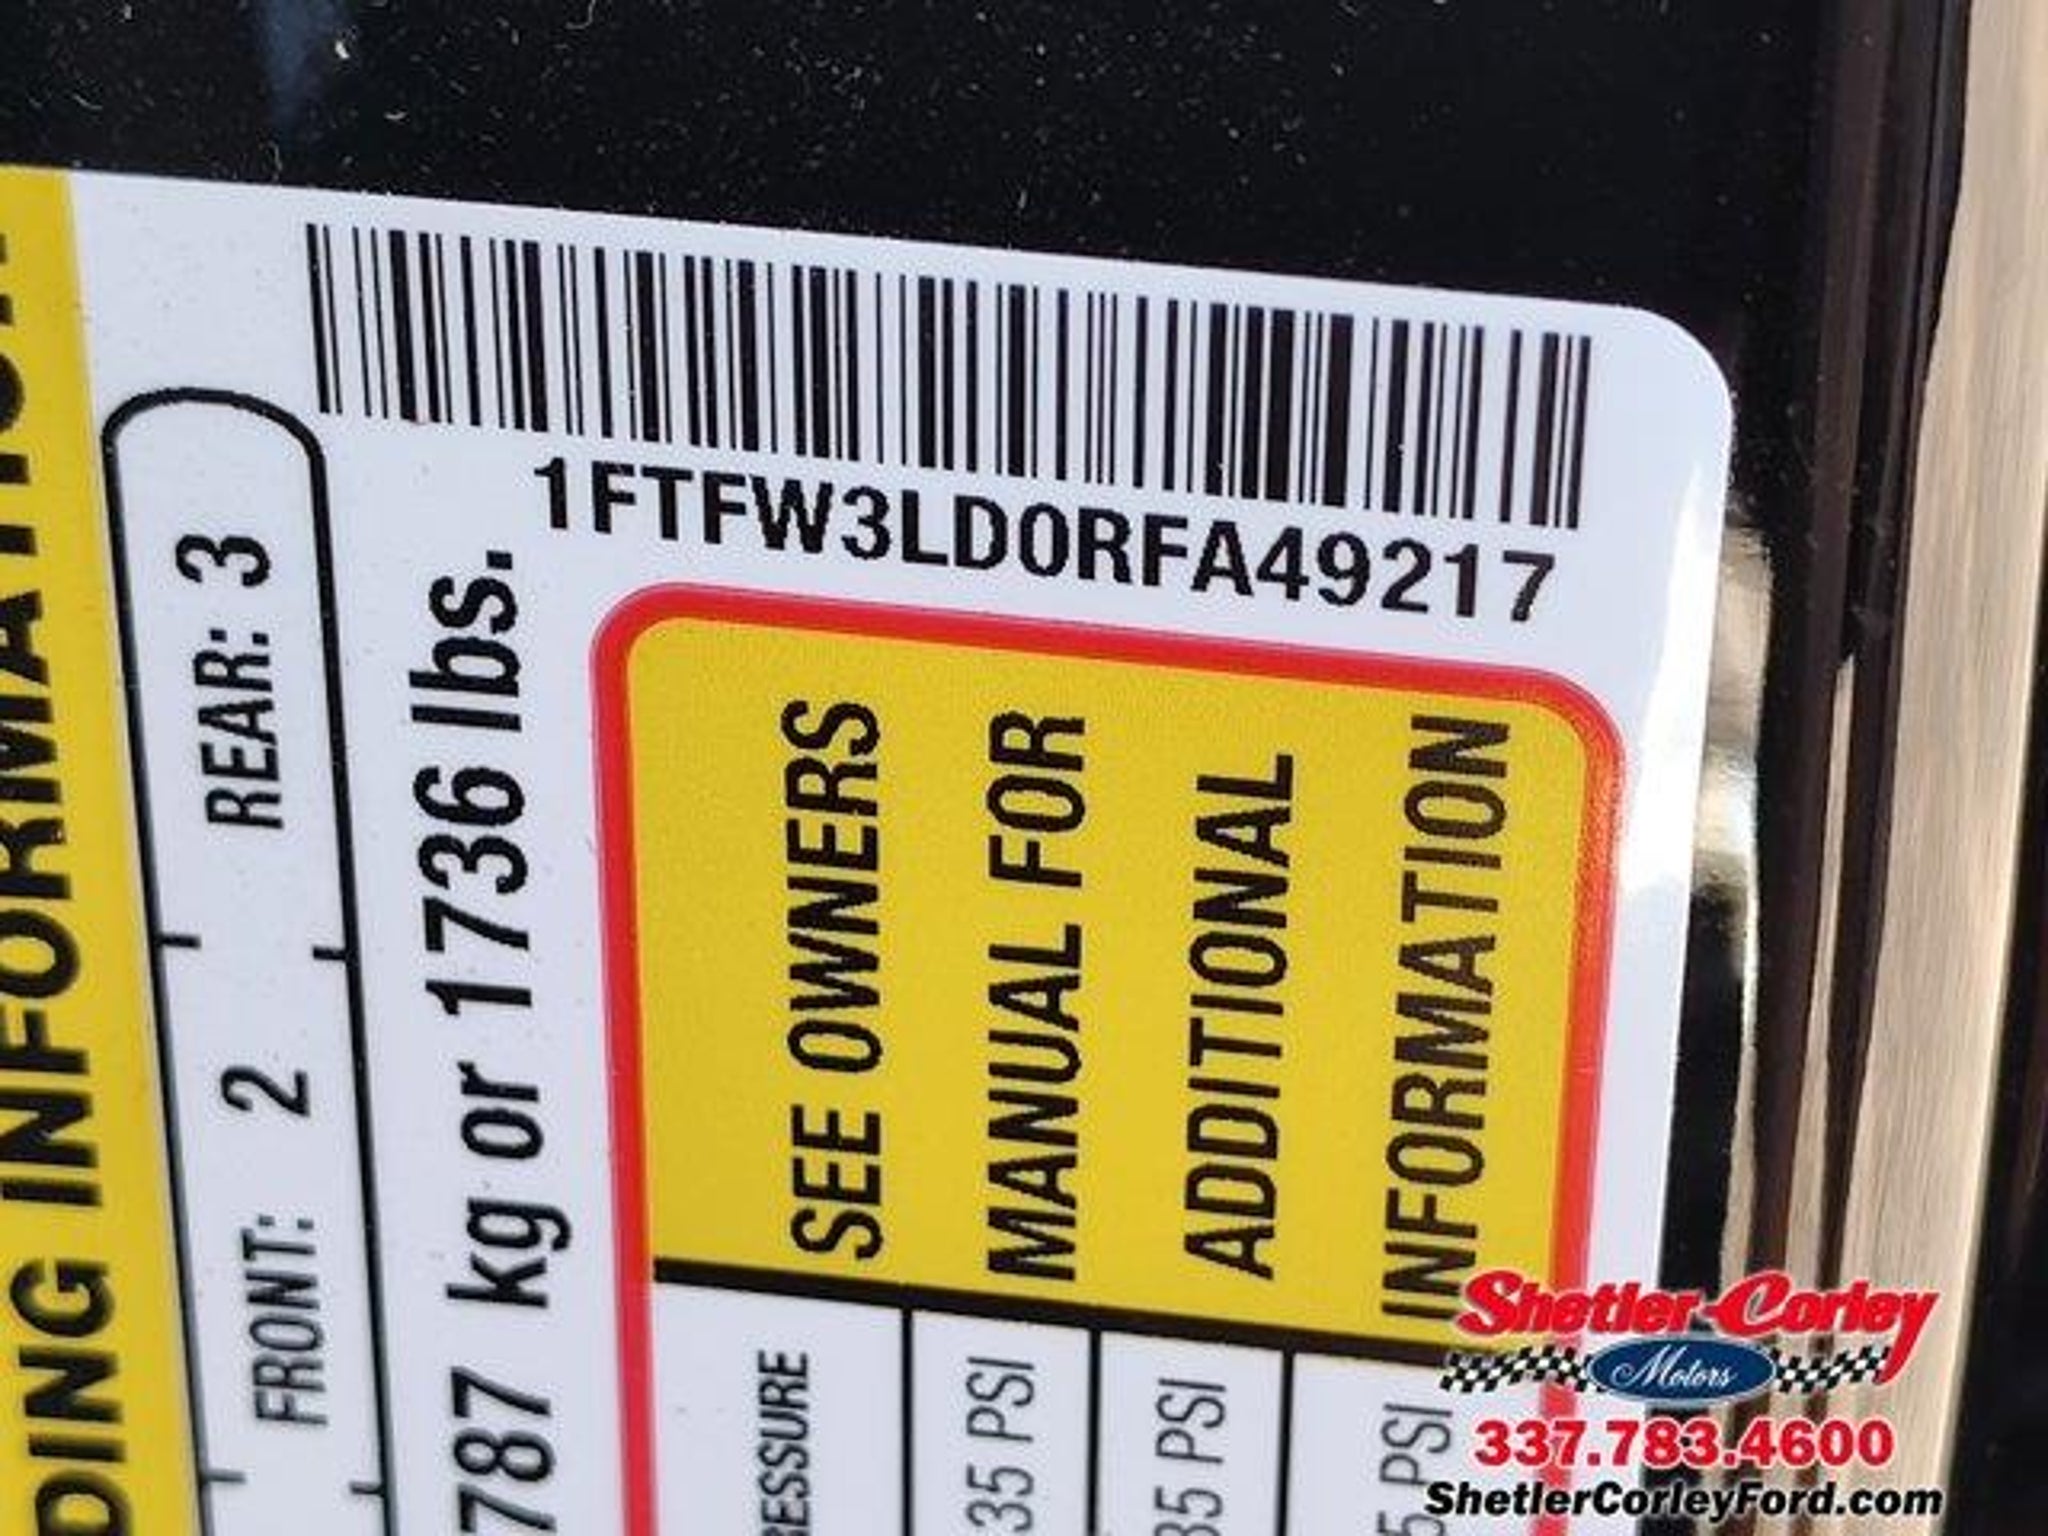 1FTFW3LD0RFA49217
DING INFORMATION
FRONT: 2 REAR: 3
787 kg or 1736 lbs.
SEE OWNERS
MANUAL FOR
ADDITIONAL
INFORMATION
35 PSI
35 PSI
PSI
Shetler-Corley
Motors
337.783.4600
ShetlerCorleyFord.com